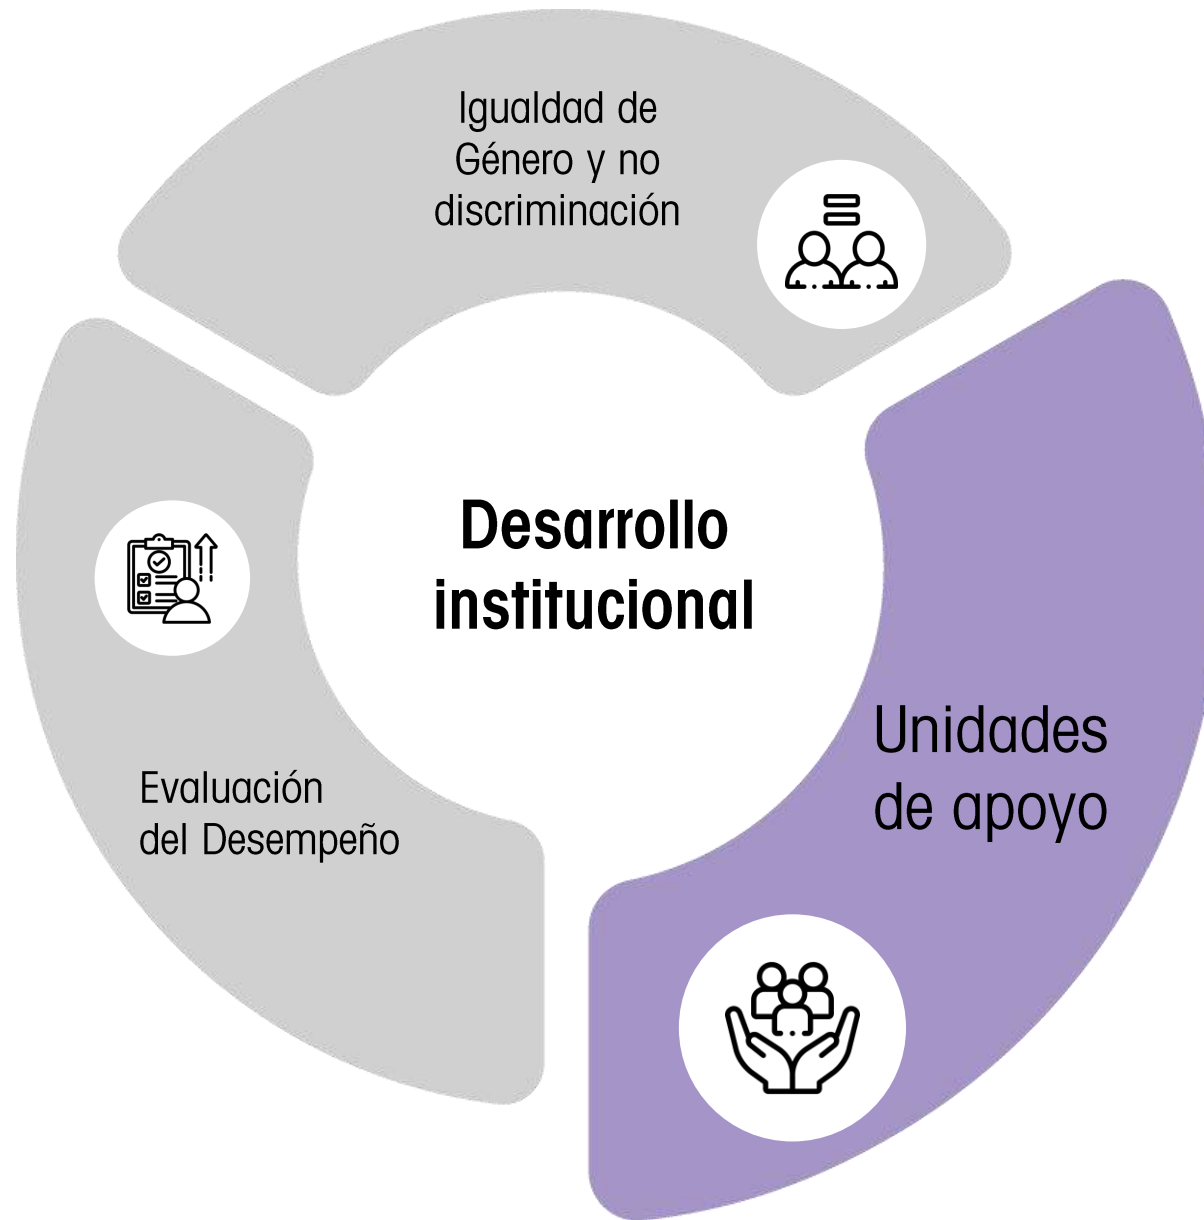 Igualdad de
Género y no
discriminación
Desarrollo
institucional
Unidades
de apoyo
Evaluación
del Desempeño